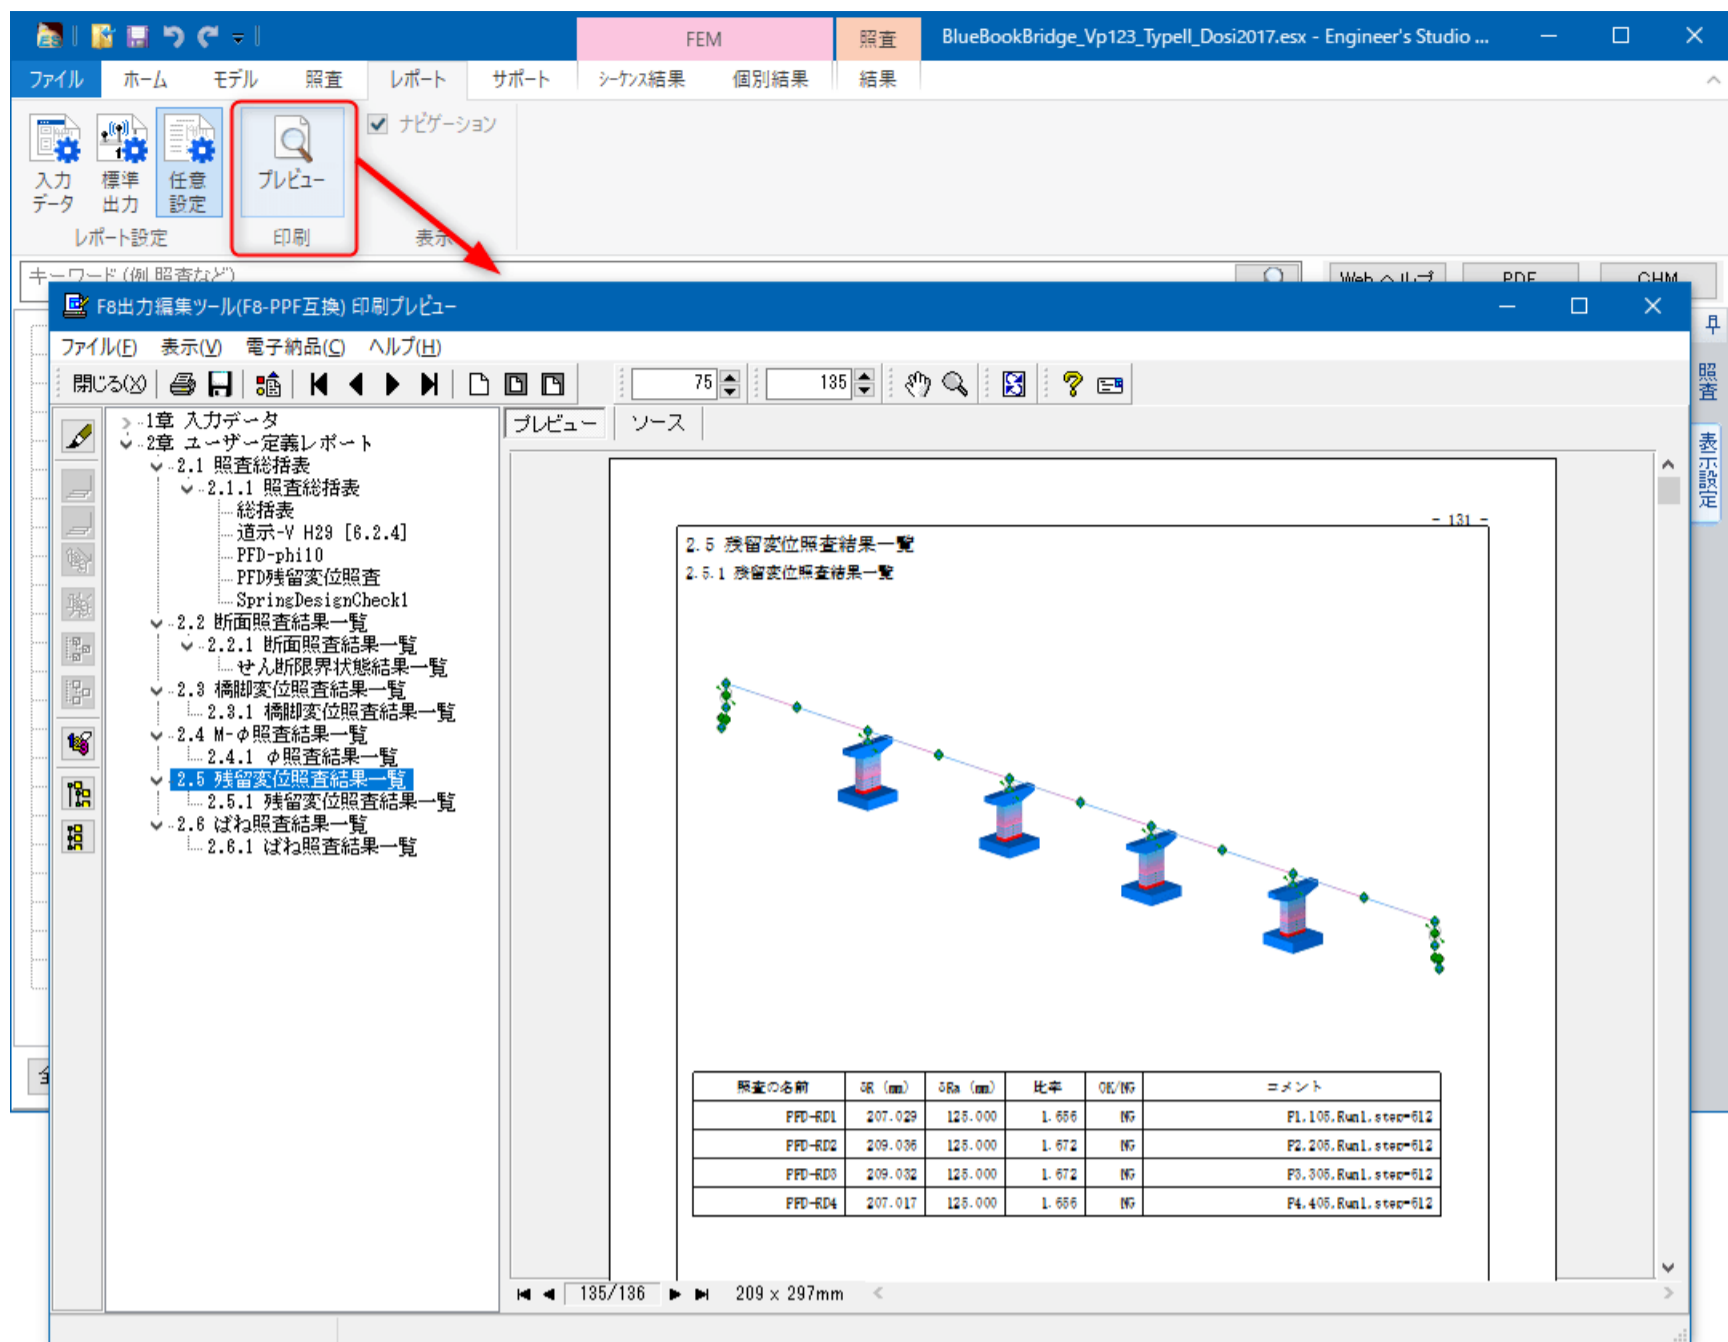 FEM
照査
BlueBookBridge_Vp123_TypeII_Dosi2017.esx - Engineer's Studio ...
ファイル ホーム モデル 照査 レポート サポート シーケンス結果 個別結果 結果
入力データ
標準出力
任意設定
プレビュー
ナビゲーション
レポート設定 印刷 表示
キーワード (例 照査など)
Web ヘルプ PDF CHM
照査
表示設定
F8出力編集ツール(F8-PPF互換) 印刷プレビュー
ファイル(F) 表示(V) 電子納品(C) ヘルプ(H)
閉じる(X) 75 135
プレビュー ソース
1章 入力データ
2章 ユーザー定義レポート
2.1 照査総括表
2.1.1 照査総括表
総括表
道示-V H29 [6.2.4]
PFD-phi10
PFD残留変位照査
SpringDesignCheck1
2.2 断面照査結果一覧
2.2.1 断面照査結果一覧
せん断限界状態結果一覧
2.3 橋脚変位照査結果一覧
2.3.1 橋脚変位照査結果一覧
2.4 M-φ照査結果一覧
2.4.1 φ照査結果一覧
2.5 残留変位照査結果一覧
2.5.1 残留変位照査結果一覧
2.6 ばね照査結果一覧
2.6.1 ばね照査結果一覧
- 131 -
2.5 残留変位照査結果一覧
2.5.1 残留変位照査結果一覧
照査の名前 δR (mm) δRa (mm) 比率 OK/NG コメント
PFD-RD1 207.029 125.000 1.656 NG P1,105,Run1,step=612
PFD-RD2 209.036 125.000 1.672 NG P2,205,Run1,step=612
PFD-RD3 209.032 125.000 1.672 NG P3,305,Run1,step=612
PFD-RD4 207.017 125.000 1.656 NG P4,405,Run1,step=612
135/136 209 x 297mm